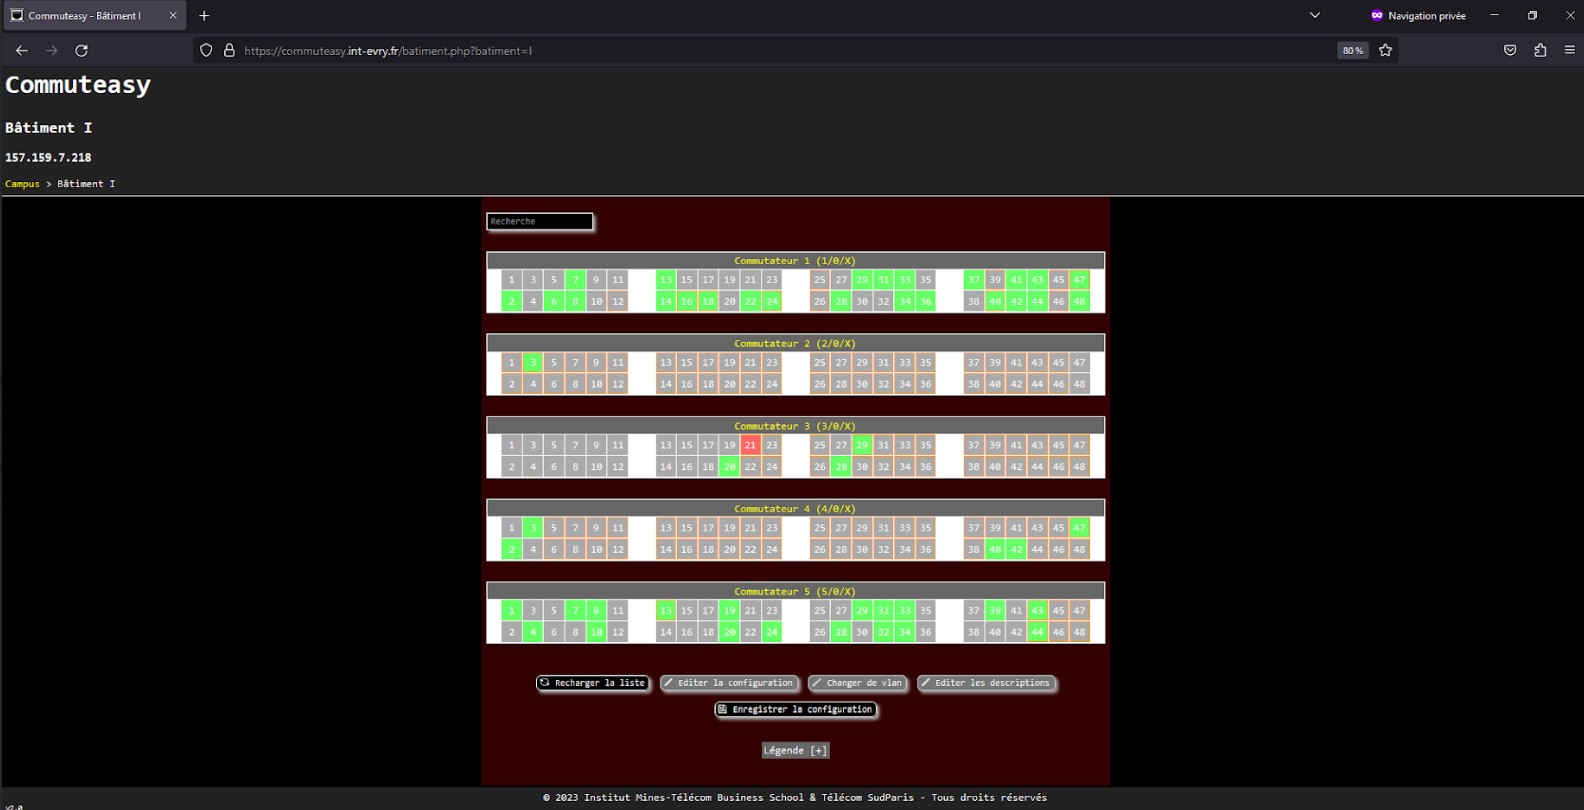 Commuteasy - Bâtiment I
Navigation privée
https://commuteasy.int-evry.fr/batiment.php?batiment=I
80 %
Commuteasy
Bâtiment I
157.159.7.218
Campus > Bâtiment I
Recherche
Commutateur 1 (1/0/X)
1 3 5 7 9 11 13 15 17 19 21 23 25 27 29 31 33 35 37 39 41 43 45 47
2 4 6 8 10 12 14 16 18 20 22 24 26 28 30 32 34 36 38 40 42 44 46 48
Commutateur 2 (2/0/X)
1 3 5 7 9 11 13 15 17 19 21 23 25 27 29 31 33 35 37 39 41 43 45 47
2 4 6 8 10 12 14 16 18 20 22 24 26 28 30 32 34 36 38 40 42 44 46 48
Commutateur 3 (3/0/X)
1 3 5 7 9 11 13 15 17 19 21 23 25 27 29 31 33 35 37 39 41 43 45 47
2 4 6 8 10 12 14 16 18 20 22 24 26 28 30 32 34 36 38 40 42 44 46 48
Commutateur 4 (4/0/X)
1 3 5 7 9 11 13 15 17 19 21 23 25 27 29 31 33 35 37 39 41 43 45 47
2 4 6 8 10 12 14 16 18 20 22 24 26 28 30 32 34 36 38 40 42 44 46 48
Commutateur 5 (5/0/X)
1 3 5 7 9 11 13 15 17 19 21 23 25 27 29 31 33 35 37 39 41 43 45 47
2 4 6 8 10 12 14 16 18 20 22 24 26 28 30 32 34 36 38 40 42 44 46 48
Recharger la liste
Editer la configuration
Changer de vlan
Editer les descriptions
Enregistrer la configuration
Légende [+]
© 2023 Institut Mines-Télécom Business School & Télécom SudParis - Tous droits réservés
v2.0